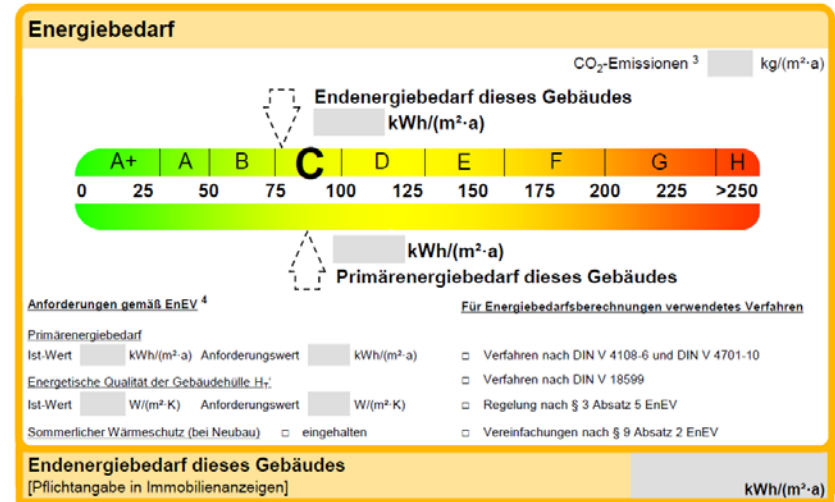 Energiebedarf
CO₂-Emissionen ³ kg/(m²·a)
Endenergiebedarf dieses Gebäudes
kWh/(m²·a)
A+ A B C D E F G H
0 25 50 75 100 125 150 175 200 225 >250
kWh/(m²·a)
Primärenergiebedarf dieses Gebäudes
Anforderungen gemäß EnEV ⁴ Für Energiebedarfsberechnungen verwendetes Verfahren
Primärenergiebedarf
Ist-Wert kWh/(m²·a) Anforderungswert kWh/(m²·a) □ Verfahren nach DIN V 4108-6 und DIN V 4701-10
Energetische Qualität der Gebäudehülle H_T' □ Verfahren nach DIN V 18599
Ist-Wert W/(m²·K) Anforderungswert W/(m²·K) □ Regelung nach § 3 Absatz 5 EnEV
Sommerlicher Wärmeschutz (bei Neubau) □ eingehalten □ Vereinfachungen nach § 9 Absatz 2 EnEV
Endenergiebedarf dieses Gebäudes
[Pflichtangabe in Immobilienanzeigen] kWh/(m²·a)